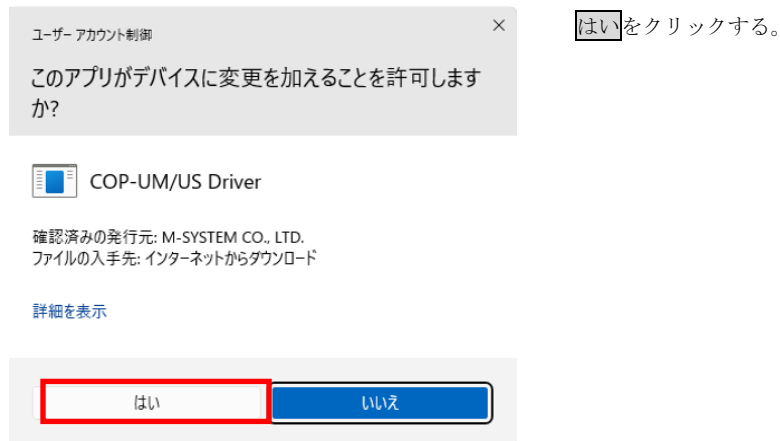 ユーザー アカウント制御
このアプリがデバイスに変更を加えることを許可します
か?
COP-UM/US Driver
確認済みの発行元: M-SYSTEM CO., LTD.
ファイルの入手先: インターネットからダウンロード
詳細を表示
はい
いいえ
はいをクリックする。